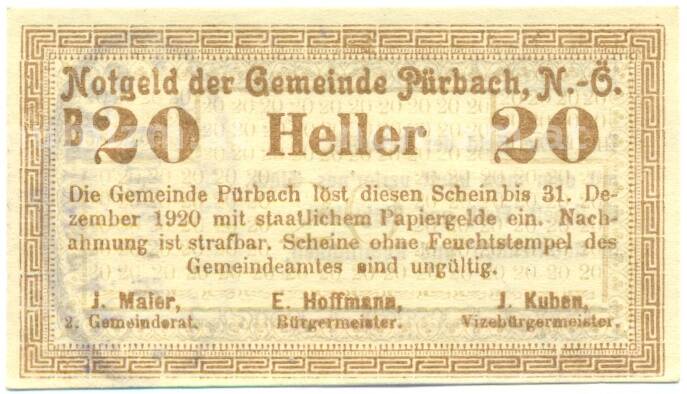 Notgeld der Gemeinde Pürbach, N.-Ö.
B 20 Heller 20
Die Gemeinde Pürbach löst diesen Schein bis 31. De-
zember 1920 mit staatlichem Papiergelde ein. Nach-
ahmung ist strafbar. Scheine ohne Feuchtstempel des
Gemeindeamtes sind ungültig.
J. Maier, E. Hoffmann, J. Kuben,
2. Gemeinderat. Bürgermeister. Vizebürgermeister.